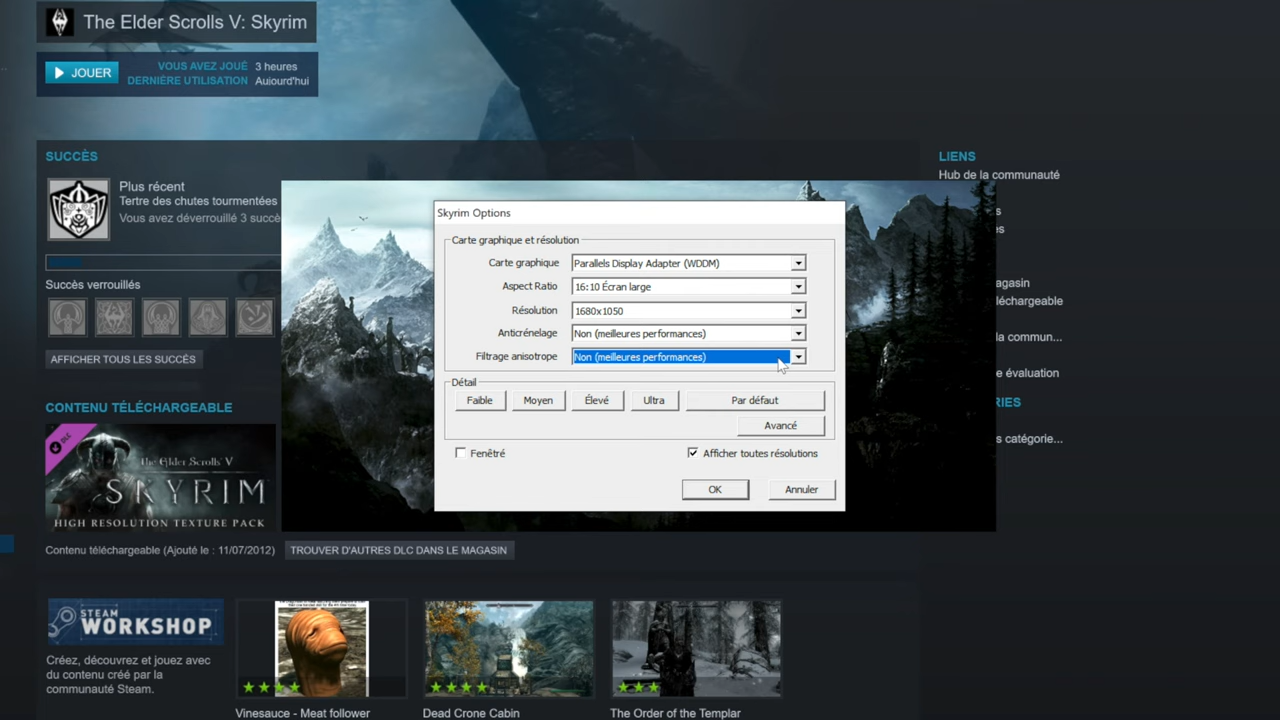 The Elder Scrolls V: Skyrim
JOUER
VOUS AVEZ JOUÉ 3 heures
DERNIÈRE UTILISATION Aujourd'hui
SUCCÈS
Plus récent
Tertre des chutes tourmentées
Vous avez déverrouillé 3 succè
Succès verrouillés
AFFICHER TOUS LES SUCCÈS
CONTENU TÉLÉCHARGEABLE
DLC
The Elder Scrolls V
SKYRIM
HIGH RESOLUTION TEXTURE PACK
Contenu téléchargeable (Ajouté le : 11/07/2012)
TROUVER D'AUTRES DLC DANS LE MAGASIN
Skyrim Options
Carte graphique et résolution
Carte graphique Parallels Display Adapter (WDDM)
Aspect Ratio 16:10 Écran large
Résolution 1680x1050
Anticrénelage Non (meilleures performances)
Filtrage anisotrope Non (meilleures performances)
Détail
Faible Moyen Élevé Ultra Par défaut
Avancé
Fenêtré Afficher toutes résolutions
OK Annuler
LIENS
Hub de la communauté
s
es
agasin
léchargeable
la commun...
e évaluation
RIES
s catégorie...
STEAM
WORKSHOP
Créez, découvrez et jouez avec
du contenu créé par la
communauté Steam.
Vinesauce - Meat follower
Dead Crone Cabin
The Order of the Templar